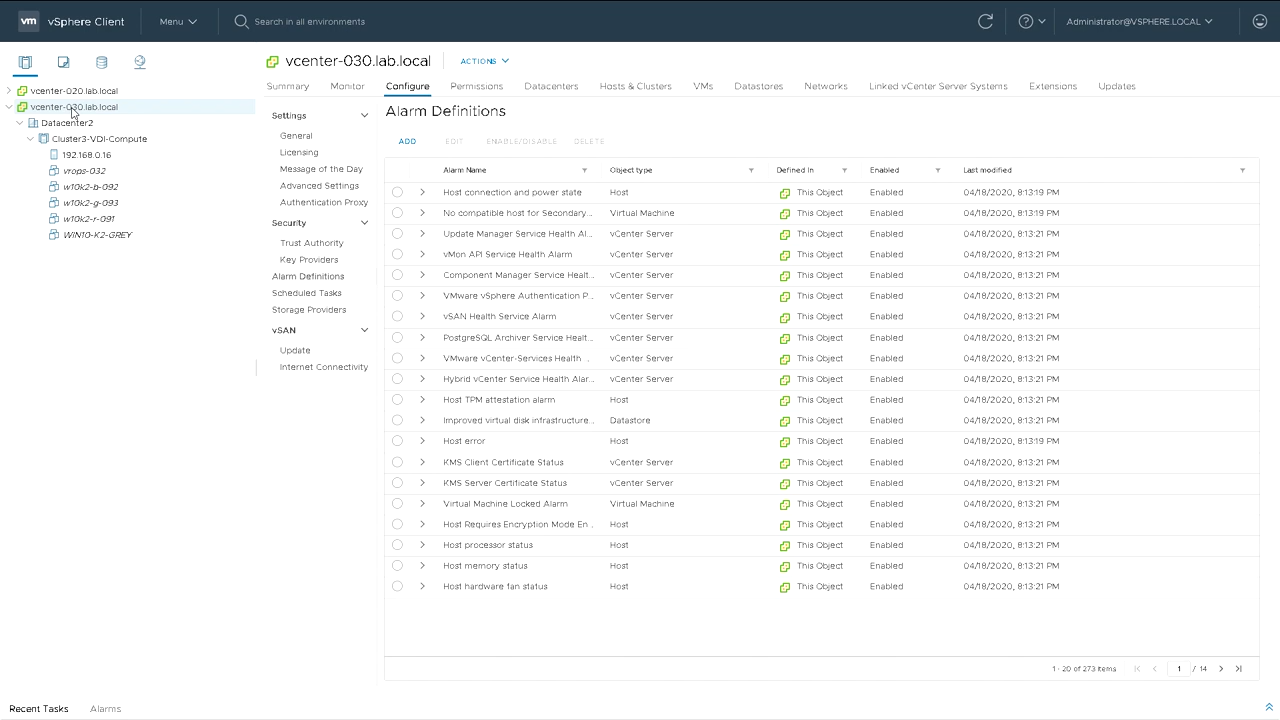 vm vSphere Client Menu Search in all environments Administrator@VSPHERE.LOCAL
vcenter-020.lab.local
vcenter-030.lab.local
Datacenter2
Cluster3-VDI-Compute
192.168.0.16
vrops-032
w10k2-b-092
w10k2-g-093
w10k2-r-091
WIN10-K2-GREY
vcenter-030.lab.local ACTIONS
Summary Monitor Configure Permissions Datacenters Hosts & Clusters VMs Datastores Networks Linked vCenter Server Systems Extensions Updates
Settings
General
Licensing
Message of the Day
Advanced Settings
Authentication Proxy
Security
Trust Authority
Key Providers
Alarm Definitions
Scheduled Tasks
Storage Providers
vSAN
Update
Internet Connectivity
Alarm Definitions
ADD EDIT ENABLE/DISABLE DELETE
Alarm Name Object type Defined In Enabled Last modified
Host connection and power state Host This Object Enabled 04/18/2020, 8:13:19 PM
No compatible host for Secondary... Virtual Machine This Object Enabled 04/18/2020, 8:13:21 PM
Update Manager Service Health Al... vCenter Server This Object Enabled 04/18/2020, 8:13:21 PM
vMon API Service Health Alarm vCenter Server This Object Enabled 04/18/2020, 8:13:21 PM
Component Manager Service Healt... vCenter Server This Object Enabled 04/18/2020, 8:13:21 PM
VMware vSphere Authentication P... vCenter Server This Object Enabled 04/18/2020, 8:13:21 PM
vSAN Health Service Alarm vCenter Server This Object Enabled 04/18/2020, 8:13:21 PM
PostgreSQL Archiver Service Healt... vCenter Server This Object Enabled 04/18/2020, 8:13:21 PM
VMware vCenter-Services Health . vCenter Server This Object Enabled 04/18/2020, 8:13:21 PM
Hybrid vCenter Service Health Alar... vCenter Server This Object Enabled 04/18/2020, 8:13:21 PM
Host TPM attestation alarm Host This Object Enabled 04/18/2020, 8:13:21 PM
Improved virtual disk infrastructure... Datastore This Object Enabled 04/18/2020, 8:13:21 PM
Host error Host This Object Enabled 04/18/2020, 8:13:19 PM
KMS Client Certificate Status vCenter Server This Object Enabled 04/18/2020, 8:13:21 PM
KMS Server Certificate Status vCenter Server This Object Enabled 04/18/2020, 8:13:21 PM
Virtual Machine Locked Alarm Virtual Machine This Object Enabled 04/18/2020, 8:13:21 PM
Host Requires Encryption Mode En... Host This Object Enabled 04/18/2020, 8:13:21 PM
Host processor status Host This Object Enabled 04/18/2020, 8:13:21 PM
Host memory status Host This Object Enabled 04/18/2020, 8:13:21 PM
Host hardware fan status Host This Object Enabled 04/18/2020, 8:13:21 PM
1 - 20 of 273 items 1 / 14
Recent Tasks Alarms